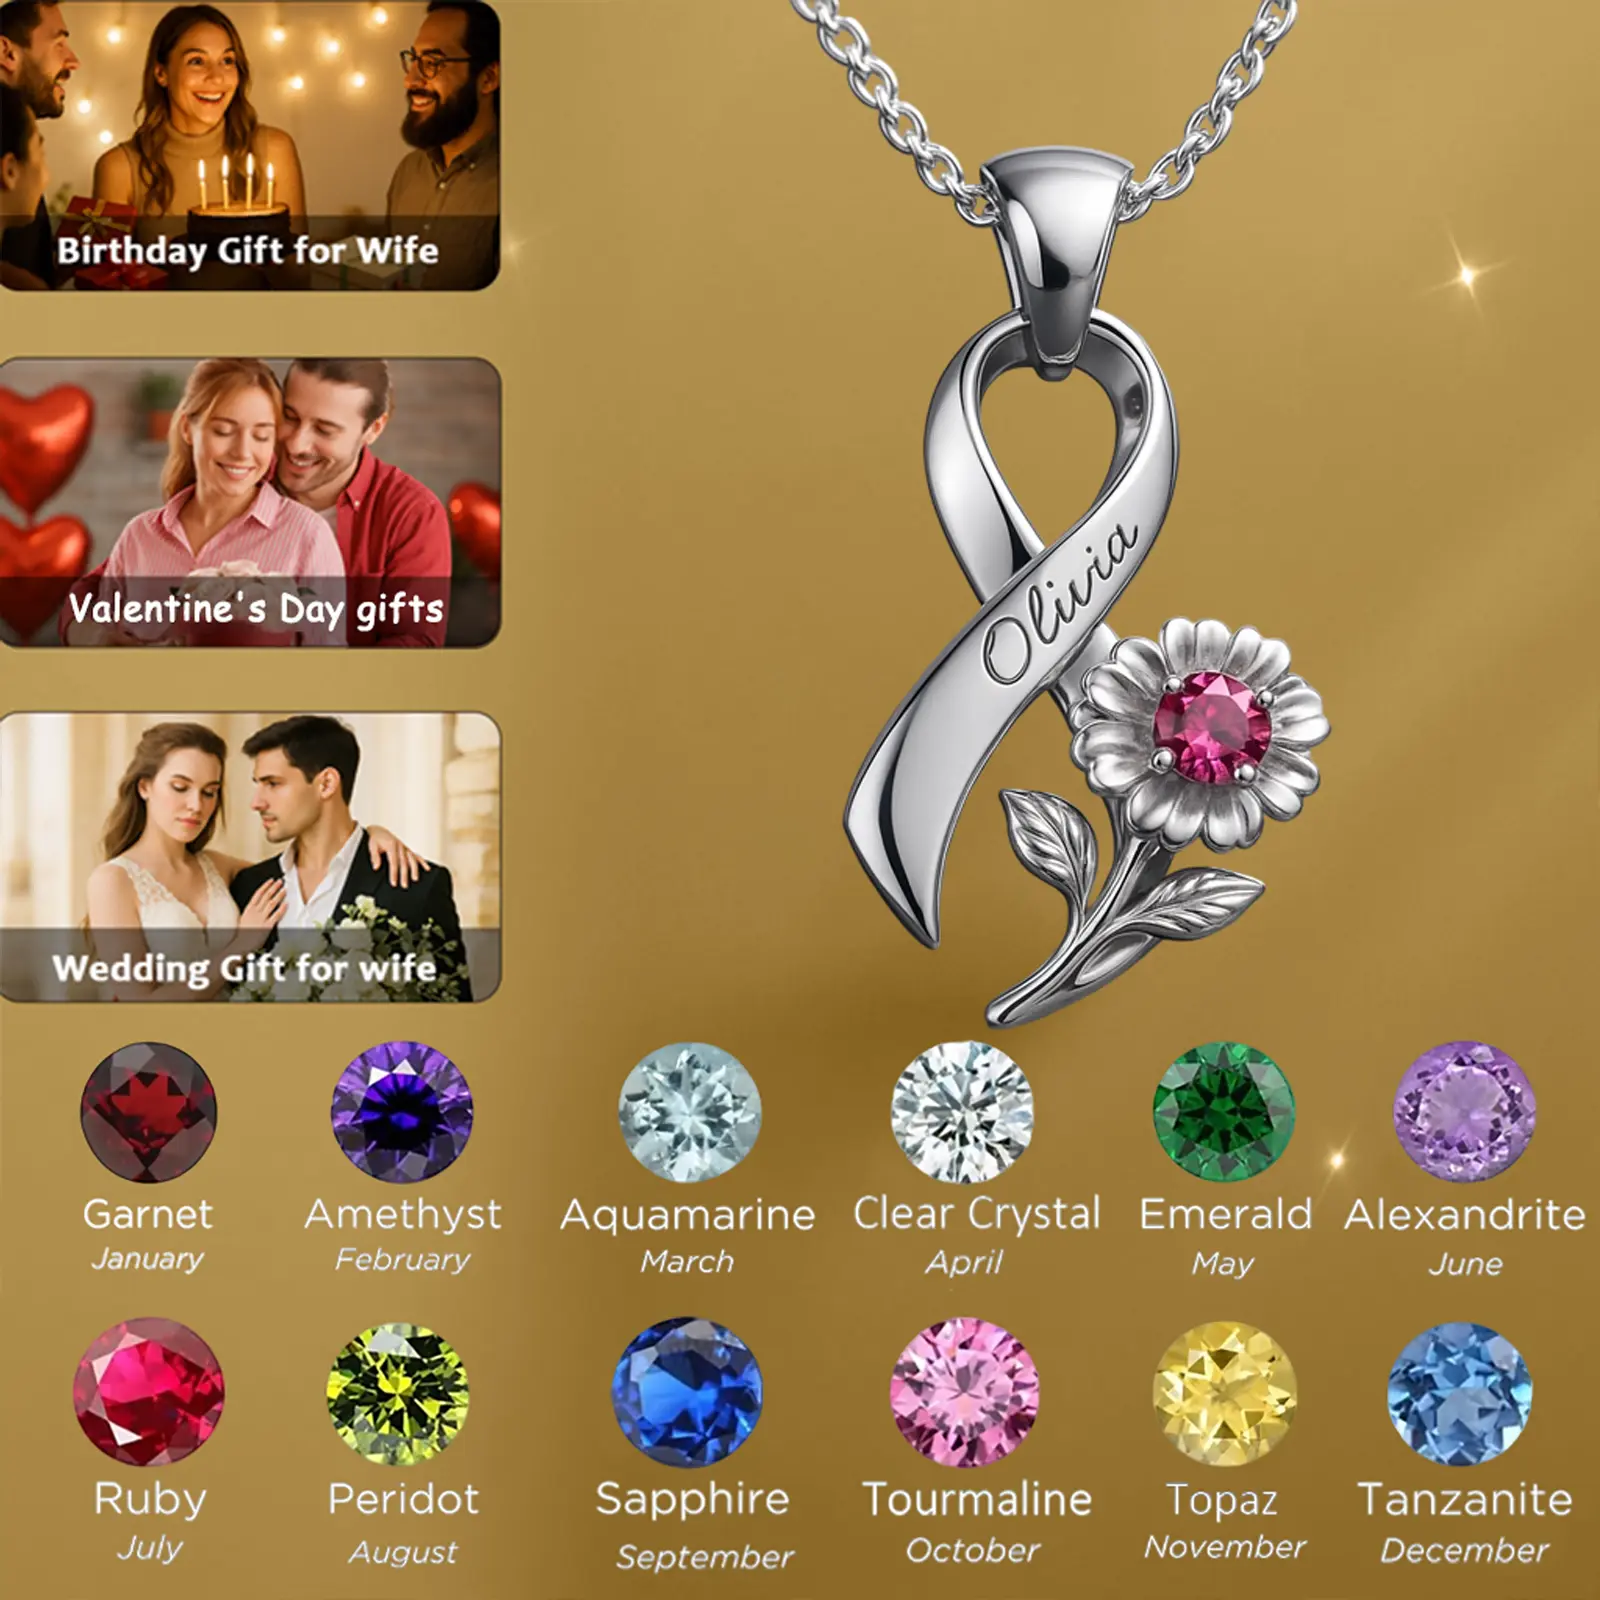 Birthday Gift for Wife
Valentine's Day gifts
Wedding Gift for wife
Olivia
Garnet
January
Amethyst
February
Aquamarine
March
Clear Crystal
April
Emerald
May
Alexandrite
June
Ruby
July
Peridot
August
Sapphire
September
Tourmaline
October
Topaz
November
Tanzanite
December